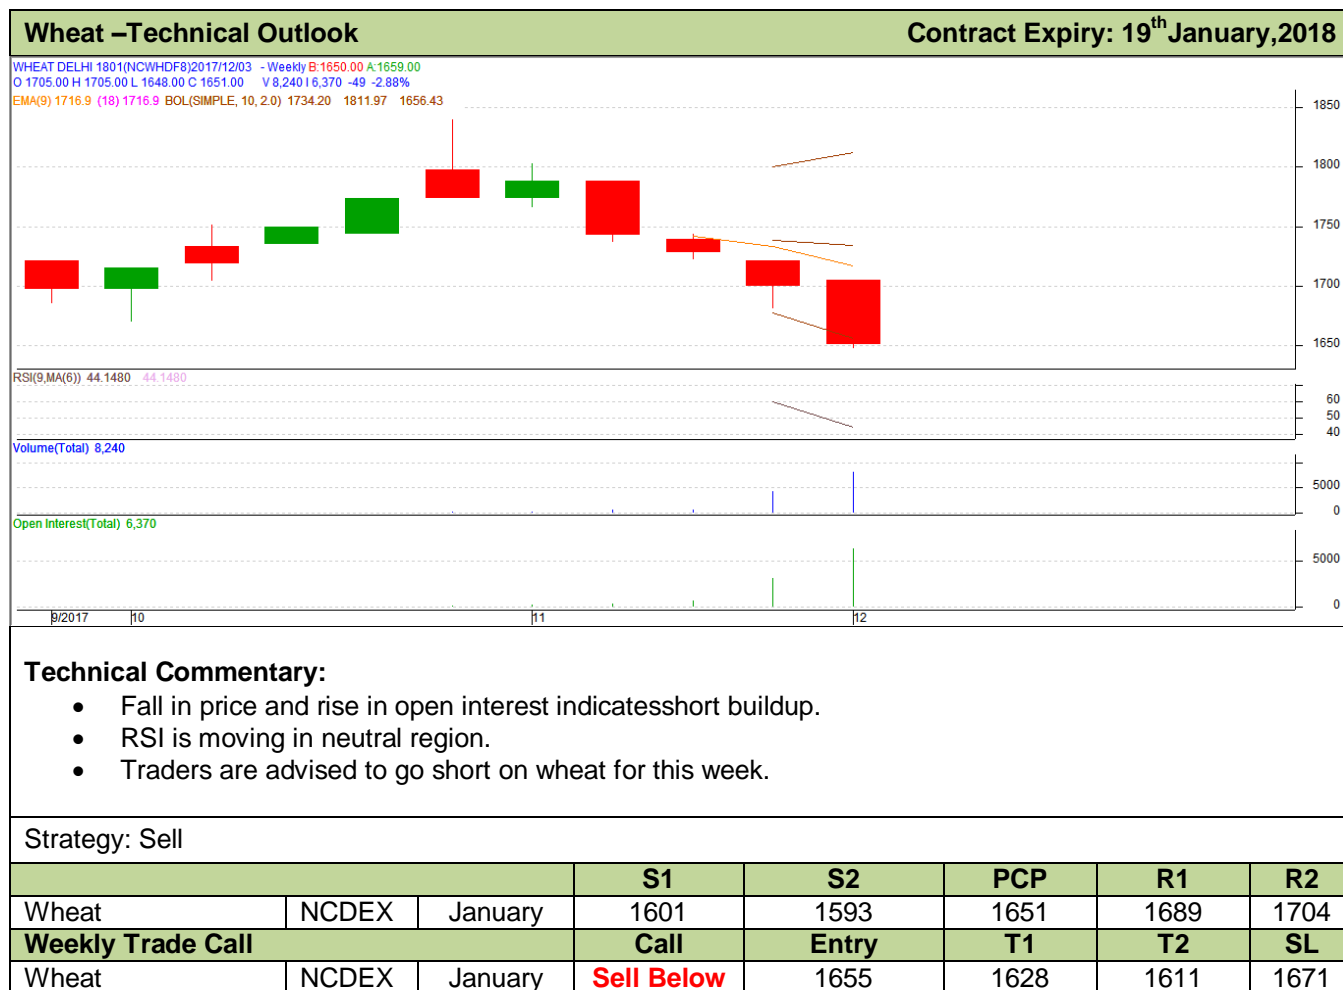 Wheat –Technical Outlook Contract Expiry: 19th January,2018
WHEAT DELHI 1801(NCWHDF8)2017/12/03 - Weekly B:1650.00 A:1659.00
O 1705.00 H 1705.00 L 1648.00 C 1651.00 V 8,240 I 6,370 -49 -2.88%
EMA(9) 1716.9 (18) 1716.9 BOL(SIMPLE, 10, 2.0) 1734.20 1811.97 1656.43
1850
1800
1750
1700
1650
RSI(9,MA(6)) 44.1480 44.1480
60
50
40
Volume(Total) 8,240
5000
0
Open Interest(Total) 6,370
5000
0
9/2017 10 11 12
Technical Commentary:
• Fall in price and rise in open interest indicatesshort buildup.
• RSI is moving in neutral region.
• Traders are advised to go short on wheat for this week.
Strategy: Sell
S1 S2 PCP R1 R2
Wheat NCDEX January 1601 1593 1651 1689 1704
Weekly Trade Call Call Entry T1 T2 SL
Wheat NCDEX January Sell Below 1655 1628 1611 1671